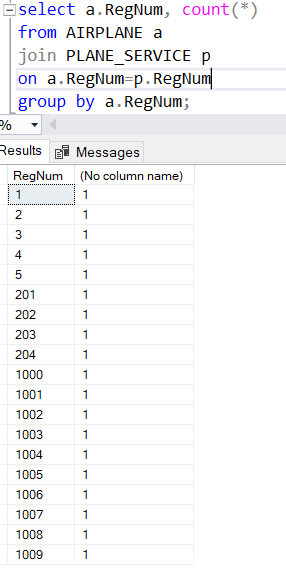 select a.RegNum, count(*)
from AIRPLANE a
join PLANE_SERVICE p
on a.RegNum=p.RegNum
group by a.RegNum;
%
Results Messages
RegNum (No column name)
1 1
2 1
3 1
4 1
5 1
201 1
202 1
203 1
204 1
1000 1
1001 1
1002 1
1003 1
1004 1
1005 1
1006 1
1007 1
1008 1
1009 1